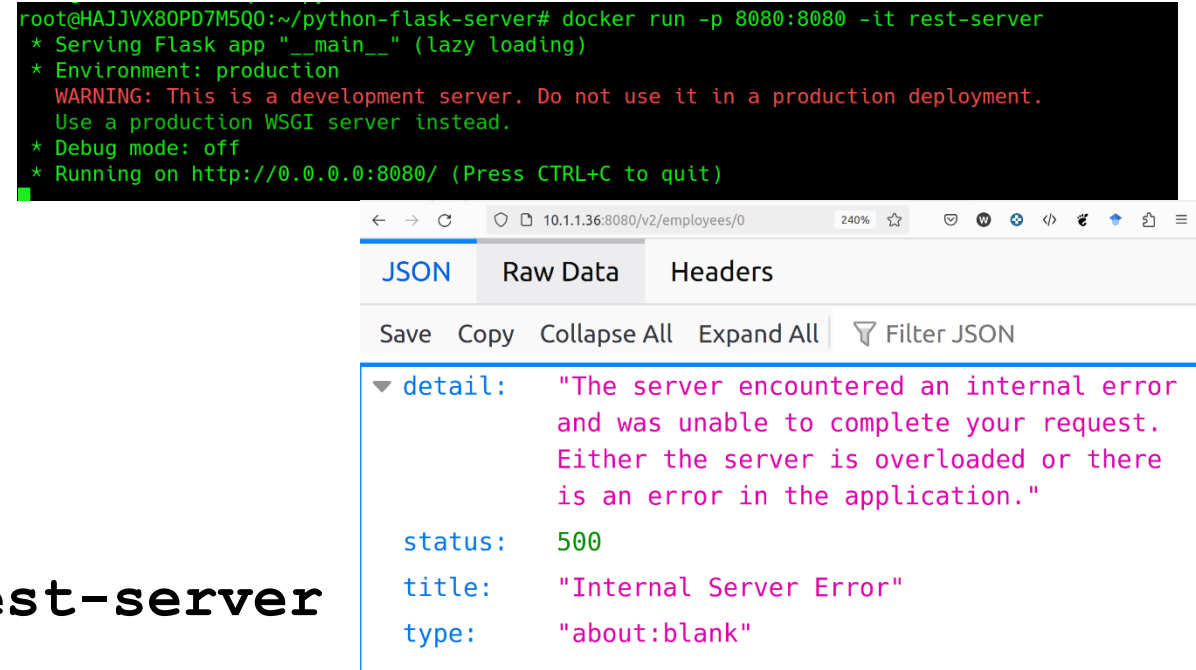 root@HAJJVX8OPD7M5QO:~/python-flask-server# docker run -p 8080:8080 -it rest-server
* Serving Flask app "__main__" (lazy loading)
* Environment: production
WARNING: This is a development server. Do not use it in a production deployment.
Use a production WSGI server instead.
* Debug mode: off
* Running on http://0.0.0.0:8080/ (Press CTRL+C to quit)
10.1.1.36:8080/v2/employees/0 240%
JSON Raw Data Headers
Save Copy Collapse All Expand All Filter JSON
detail: "The server encountered an internal error
and was unable to complete your request.
Either the server is overloaded or there
is an error in the application."
status: 500
title: "Internal Server Error"
est-server
type: "about:blank"